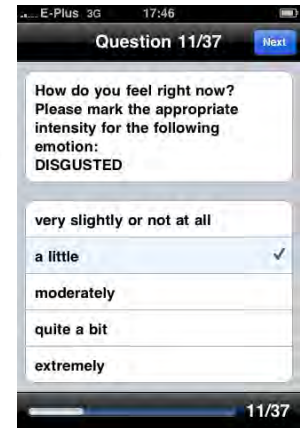 E-Plus 3G 17:46
Question 11/37 Next
How do you feel right now?
Please mark the appropriate
intensity for the following
emotion:
DISGUSTED
very slightly or not at all
a little
moderately
quite a bit
extremely
11/37